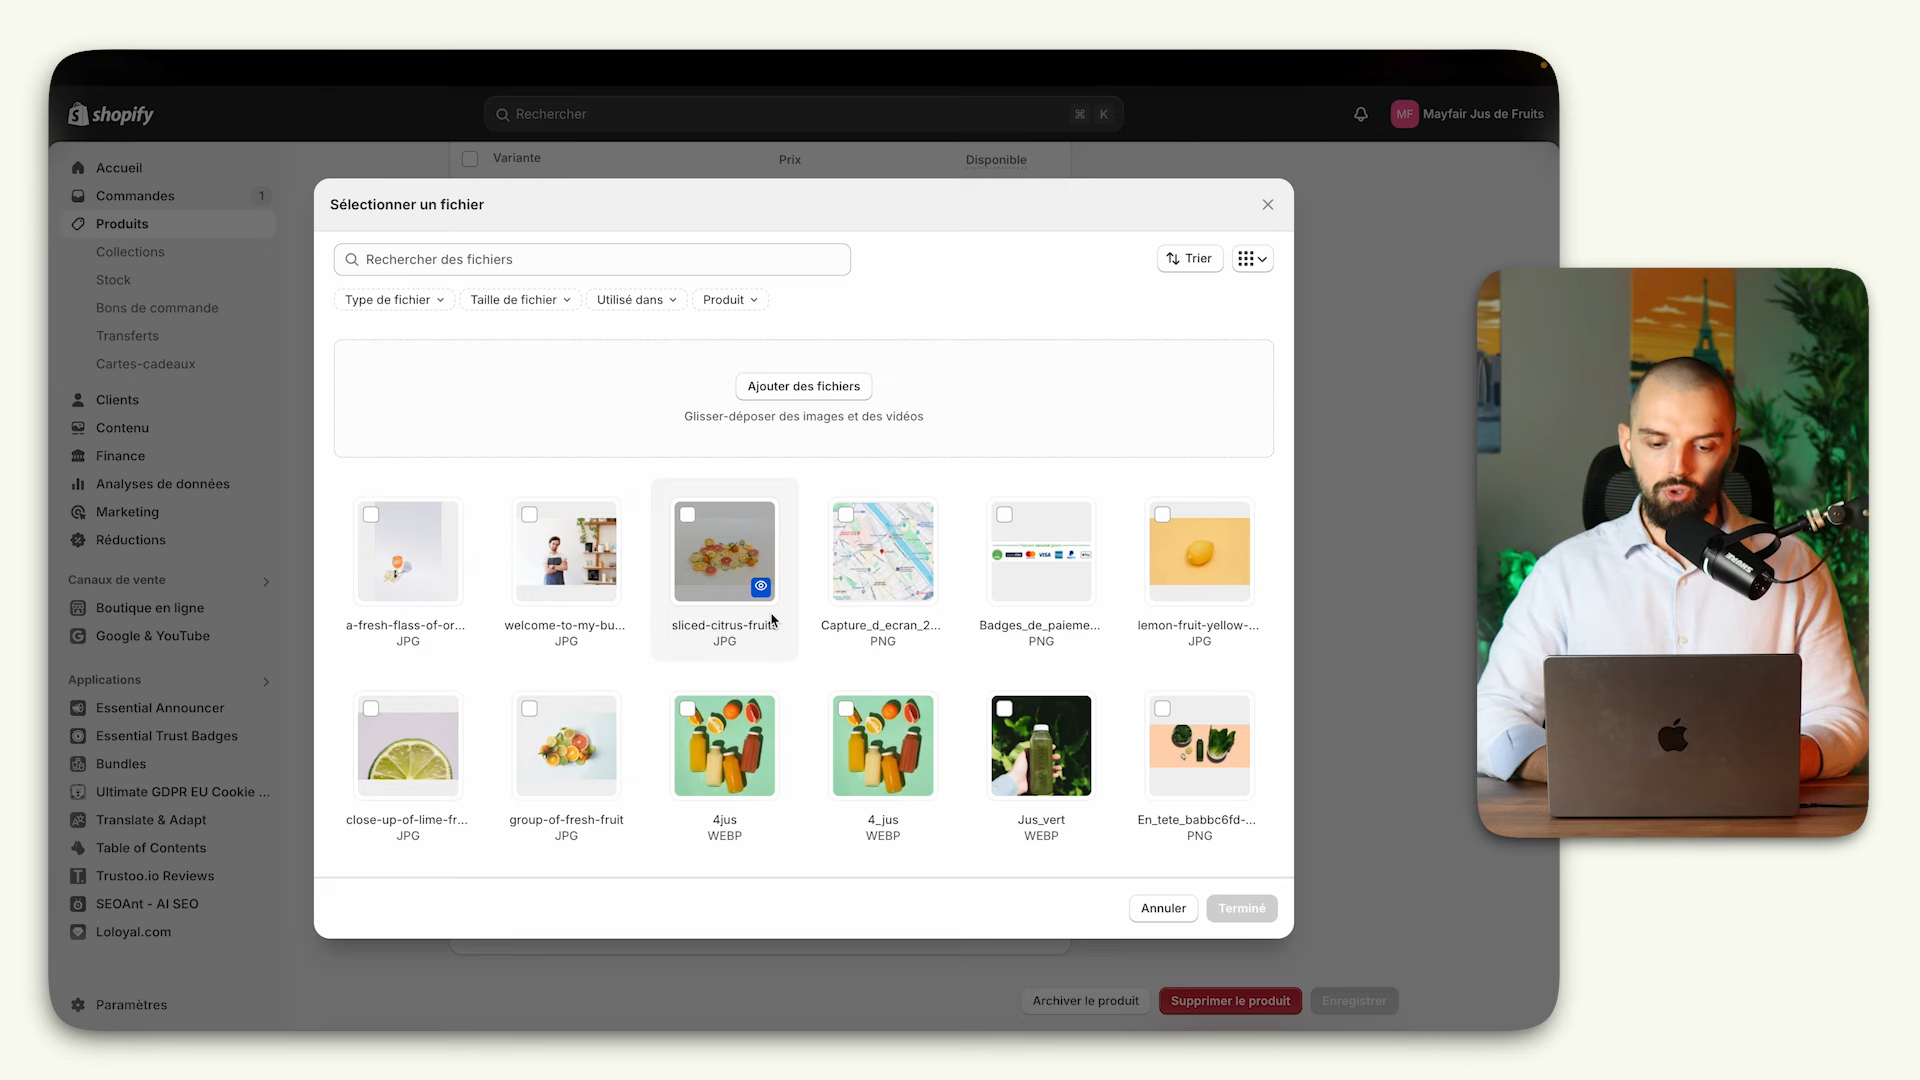 shopify
Rechercher
⌘ K
MF Mayfair Jus de Fruits
Accueil
Commandes 1
Produits
Collections
Stock
Bons de commande
Transferts
Cartes-cadeaux
Clients
Contenu
Finance
Analyses de données
Marketing
Réductions
Canaux de vente
Boutique en ligne
Google & YouTube
Applications
Essential Announcer
Essential Trust Badges
Bundles
Ultimate GDPR EU Cookie ...
Translate & Adapt
Table of Contents
Trustoo.io Reviews
SEOAnt - AI SEO
Loloyal.com
Paramètres
Variante Prix Disponible
Sélectionner un fichier
Rechercher des fichiers
Trier
Type de fichier Taille de fichier Utilisé dans Produit
Ajouter des fichiers
Glisser-déposer des images et des vidéos
a-fresh-flass-of-or... welcome-to-my-bu... sliced-citrus-fruits Capture_d_ecran_2... Badges_de_paieme... lemon-fruit-yellow-...
JPG JPG JPG PNG PNG JPG
close-up-of-lime-fr... group-of-fresh-fruit 4jus 4_jus Jus_vert En_tete_babbc6fd-...
JPG JPG WEBP WEBP WEBP PNG
Annuler Terminé
Archiver le produit Supprimer le produit Enregistrer